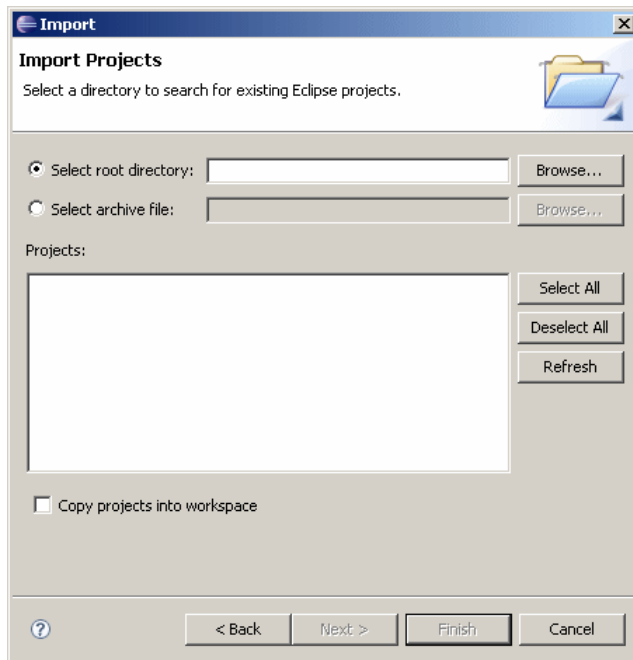 Import
Import Projects
Select a directory to search for existing Eclipse projects.
Select root directory:
Browse...
Select archive file:
Browse...
Projects:
Select All
Deselect All
Refresh
Copy projects into workspace
?
< Back
Next >
Finish
Cancel